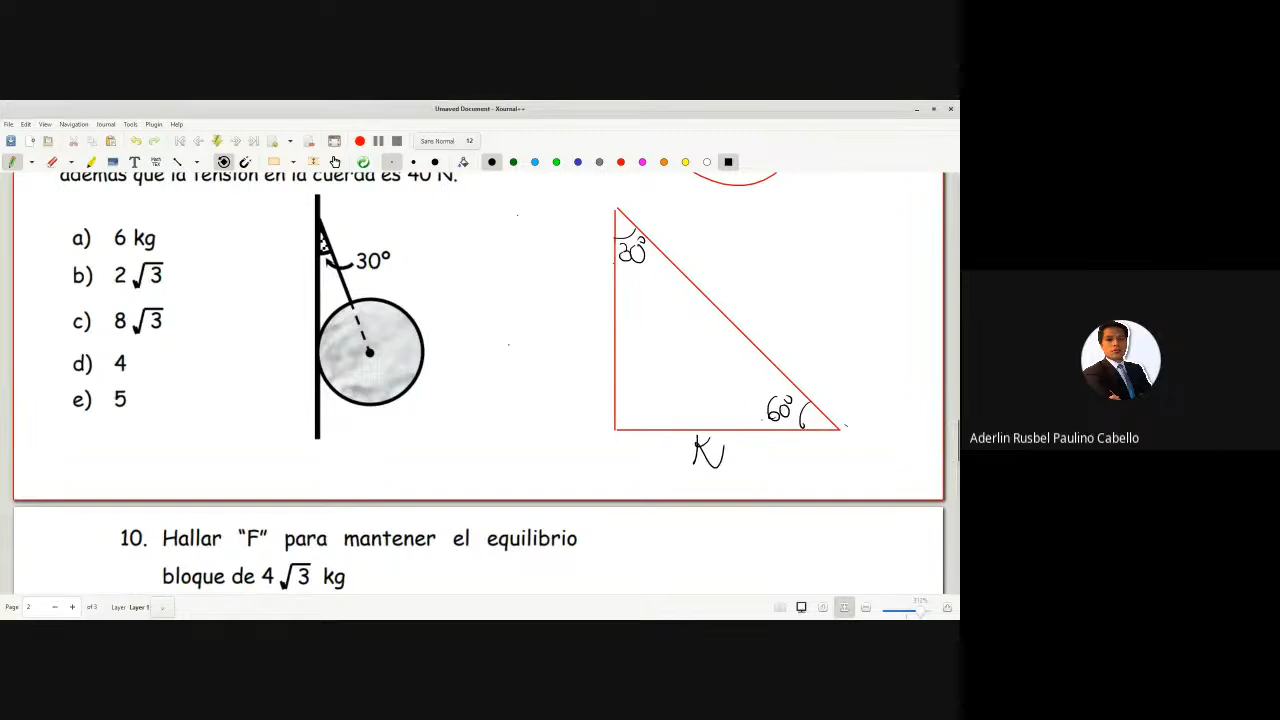 Unsaved Document - Xournal++
File Edit View Navigation Journal Tools Plugin Help
Sans Normal 12
además que la Tensión en la cuerda es 40 N.
a) 6 kg
b) 2√3
c) 8√3
d) 4
e) 5
30°
30°
60°
K
10. Hallar “F” para mantener el equilibrio
bloque de 4√3 kg
Page 2 of 3 Layer Layer 1
312%
Aderlin Rusbel Paulino Cabello